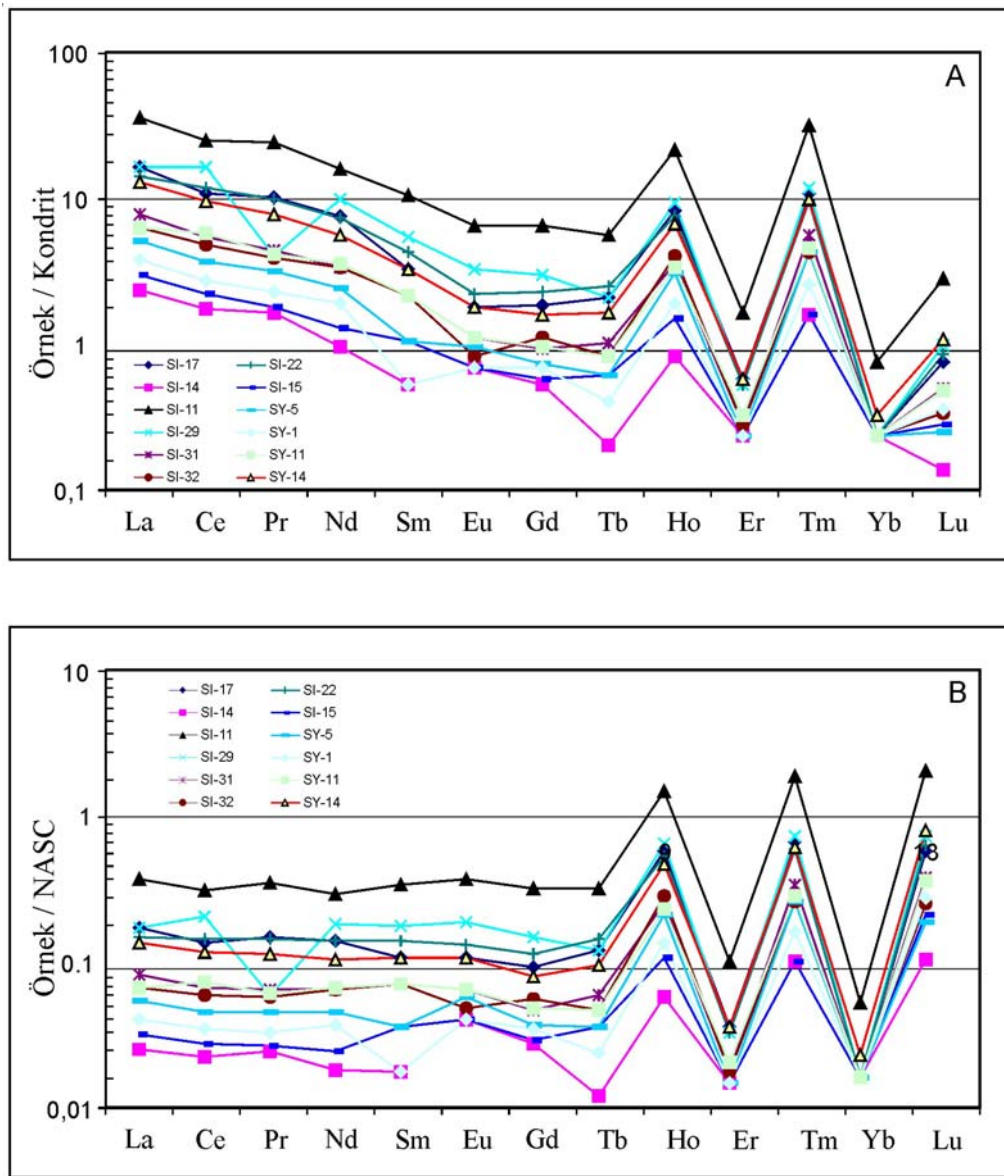 A
100
10
1
0,1
Örnek / Kondrit
SI-17 SI-22
SI-14 SI-15
SI-11 SY-5
SI-29 SY-1
SI-31 SY-11
SI-32 SY-14
La Ce Pr Nd Sm Eu Gd Tb Ho Er Tm Yb Lu
B
10
1
0,1
0,01
Örnek / NASC
SI-17 SI-22
SI-14 SI-15
SI-11 SY-5
SI-29 SY-1
SI-31 SY-11
SI-32 SY-14
La Ce Pr Nd Sm Eu Gd Tb Ho Er Tm Yb Lu